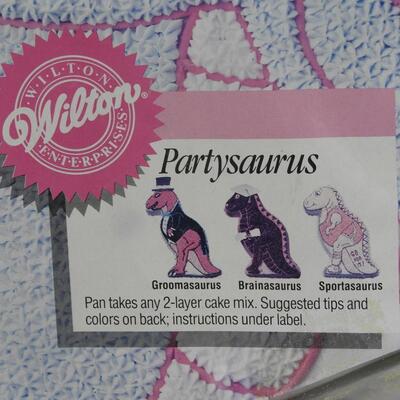 WILTON
Wilton®
ENTERPRISES
Partysaurus
Groomasaurus Brainasaurus Sportasaurus
Pan takes any 2-layer cake mix. Suggested tips and
colors on back; instructions under label.